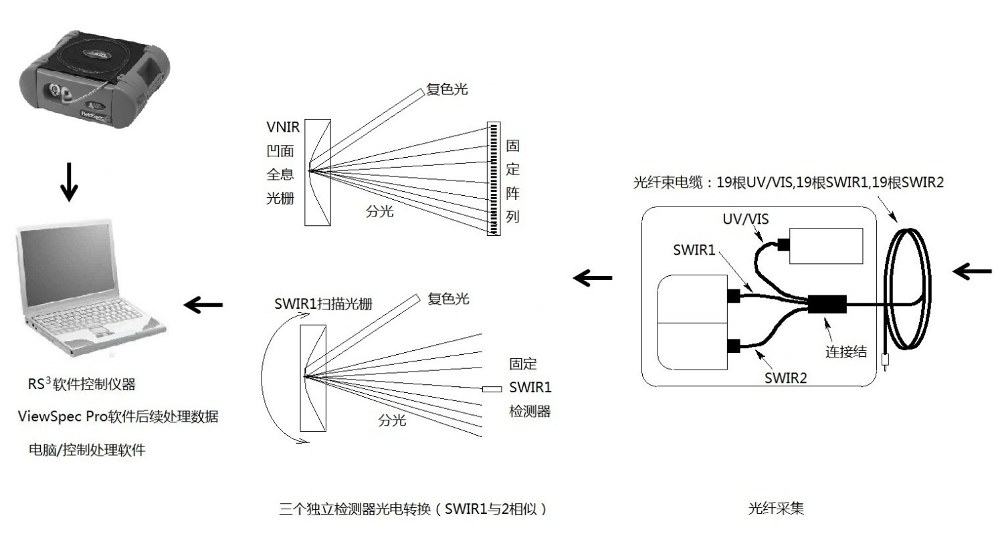 ASD
FieldSpec
复色光
VNIR
凹面
全息
光栅
分光
固
定
阵
列
SWIR1扫描光栅
复色光
固定
SWIR1
检测器
分光
光纤束电缆：19根UV/VIS,19根SWIR1,19根SWIR2
UV/VIS
SWIR1
连接结
SWIR2
RS³软件控制仪器
ViewSpec Pro软件后续处理数据
电脑/控制处理软件
三个独立检测器光电转换（SWIR1与2相似）
光纤采集